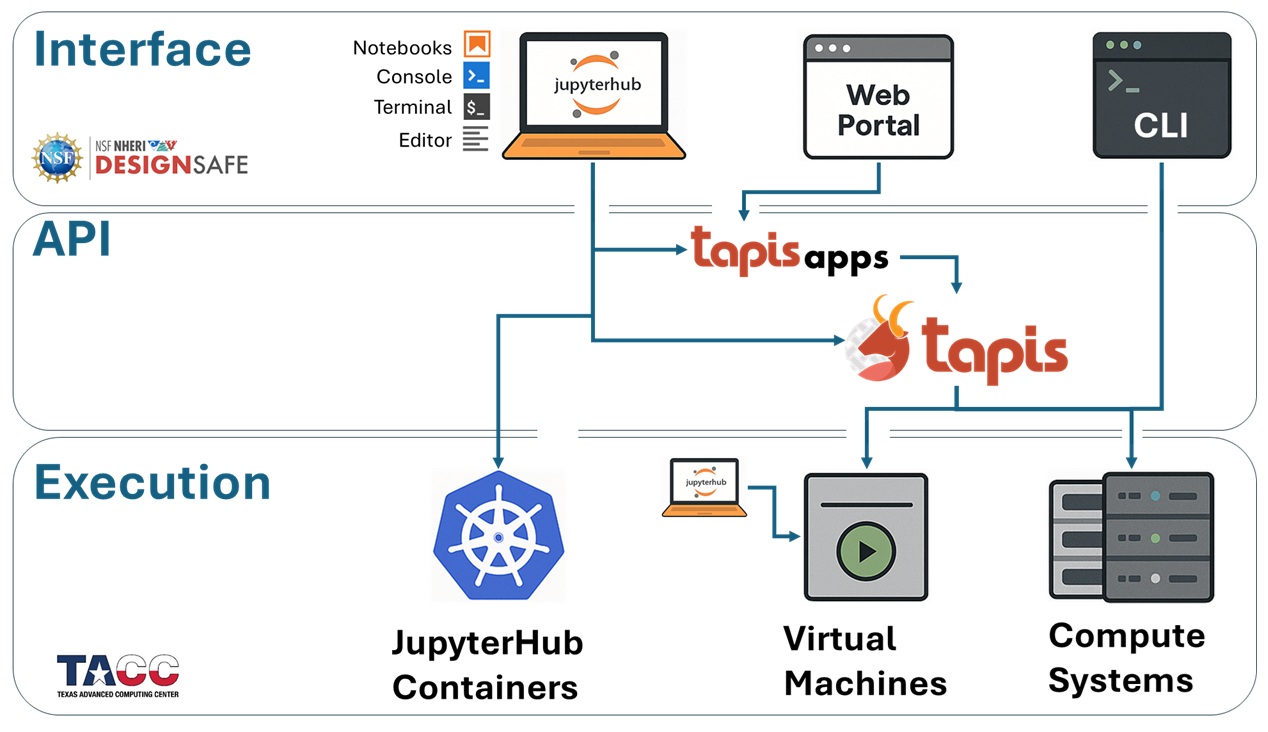 Interface
Notebooks
Console
>_
Terminal
$_
Editor
jupyterhub
Web
Portal
>_
CLI
NSF
NSF NHERI
DESIGNSAFE
API
tapis apps
tapis
Execution
jupyterhub
JupyterHub
Containers
Virtual
Machines
Compute
Systems
TACC
TEXAS ADVANCED COMPUTING CENTER